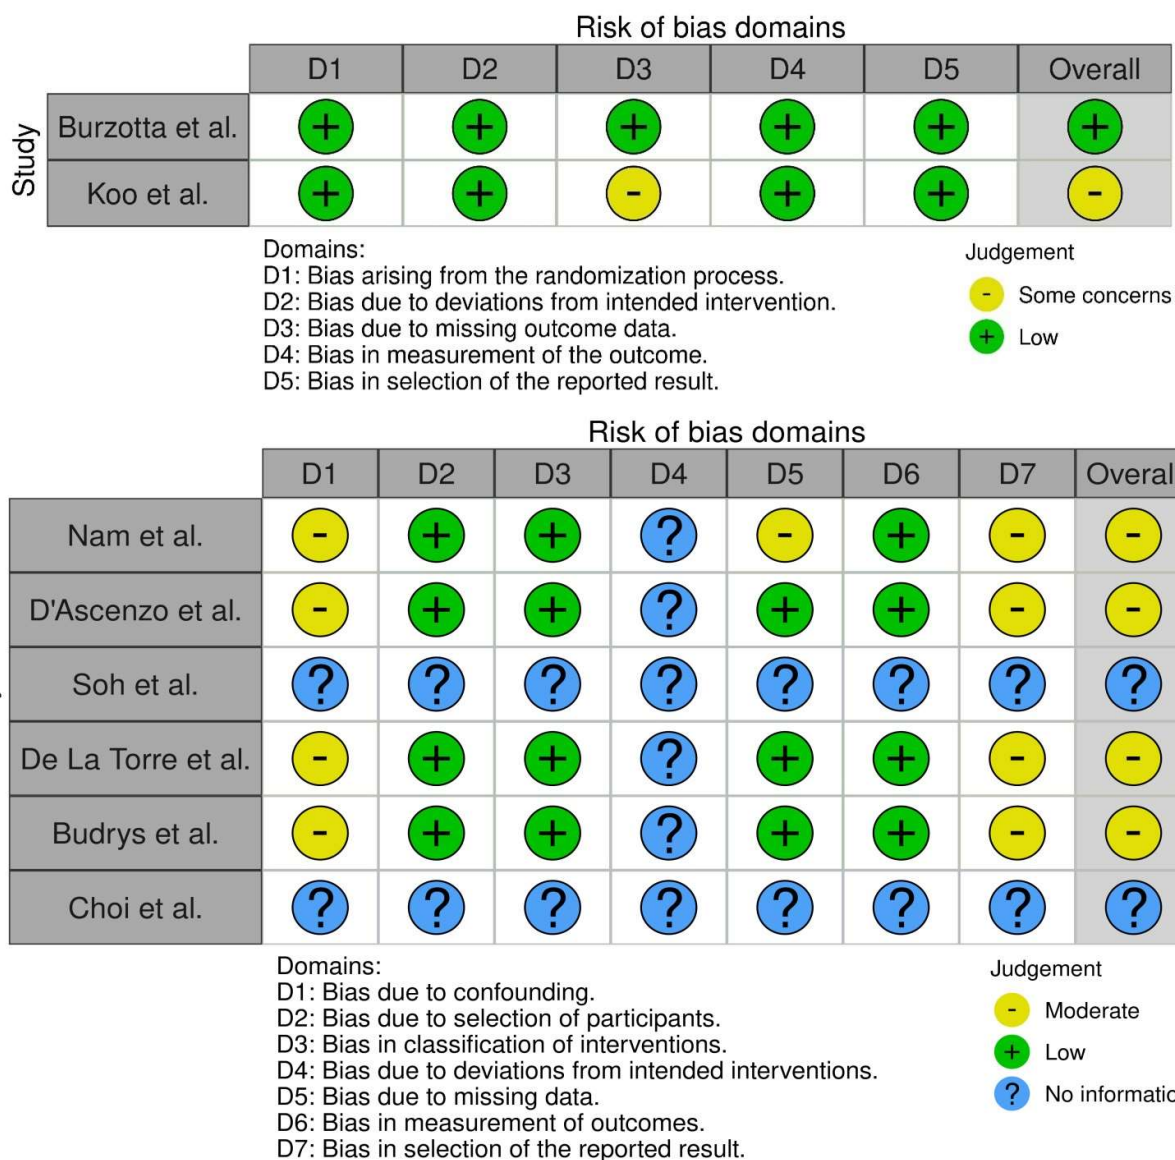 Risk of bias domains
D1 D2 D3 D4 D5 Overall
Study
Burzotta et al. + + + + + +
Koo et al. + + - + + -
Domains:
D1: Bias arising from the randomization process.
D2: Bias due to deviations from intended intervention.
D3: Bias due to missing outcome data.
D4: Bias in measurement of the outcome.
D5: Bias in selection of the reported result.
Judgement
- Some concerns
+ Low
Risk of bias domains
D1 D2 D3 D4 D5 D6 D7 Overal
Nam et al. - + + ? - + - -
D'Ascenzo et al. - + + ? + + - -
Soh et al. ? ? ? ? ? ? ? ?
De La Torre et al. - + + ? + + - -
Budrys et al. - + + ? + + - -
Choi et al. ? ? ? ? ? ? ? ?
Domains:
D1: Bias due to confounding.
D2: Bias due to selection of participants.
D3: Bias in classification of interventions.
D4: Bias due to deviations from intended interventions.
D5: Bias due to missing data.
D6: Bias in measurement of outcomes.
D7: Bias in selection of the reported result.
Judgement
- Moderate
+ Low
? No informatio